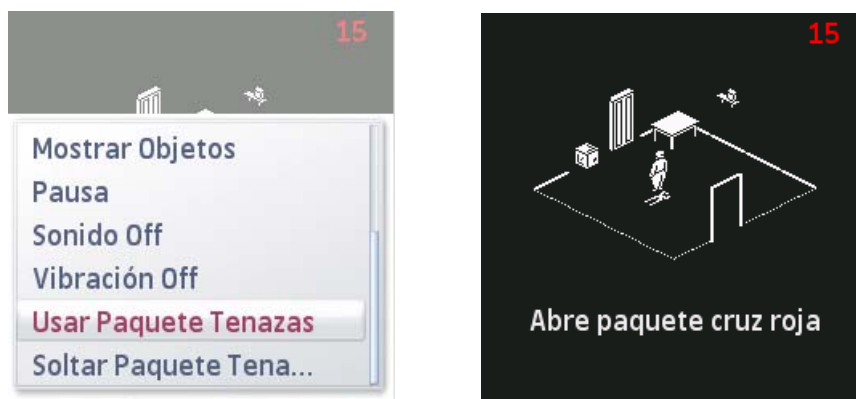 15
Mostrar Objetos
Pausa
Sonido Off
Vibración Off
Usar Paquete Tenazas
Soltar Paquete Tena...
15
Abre paquete cruz roja